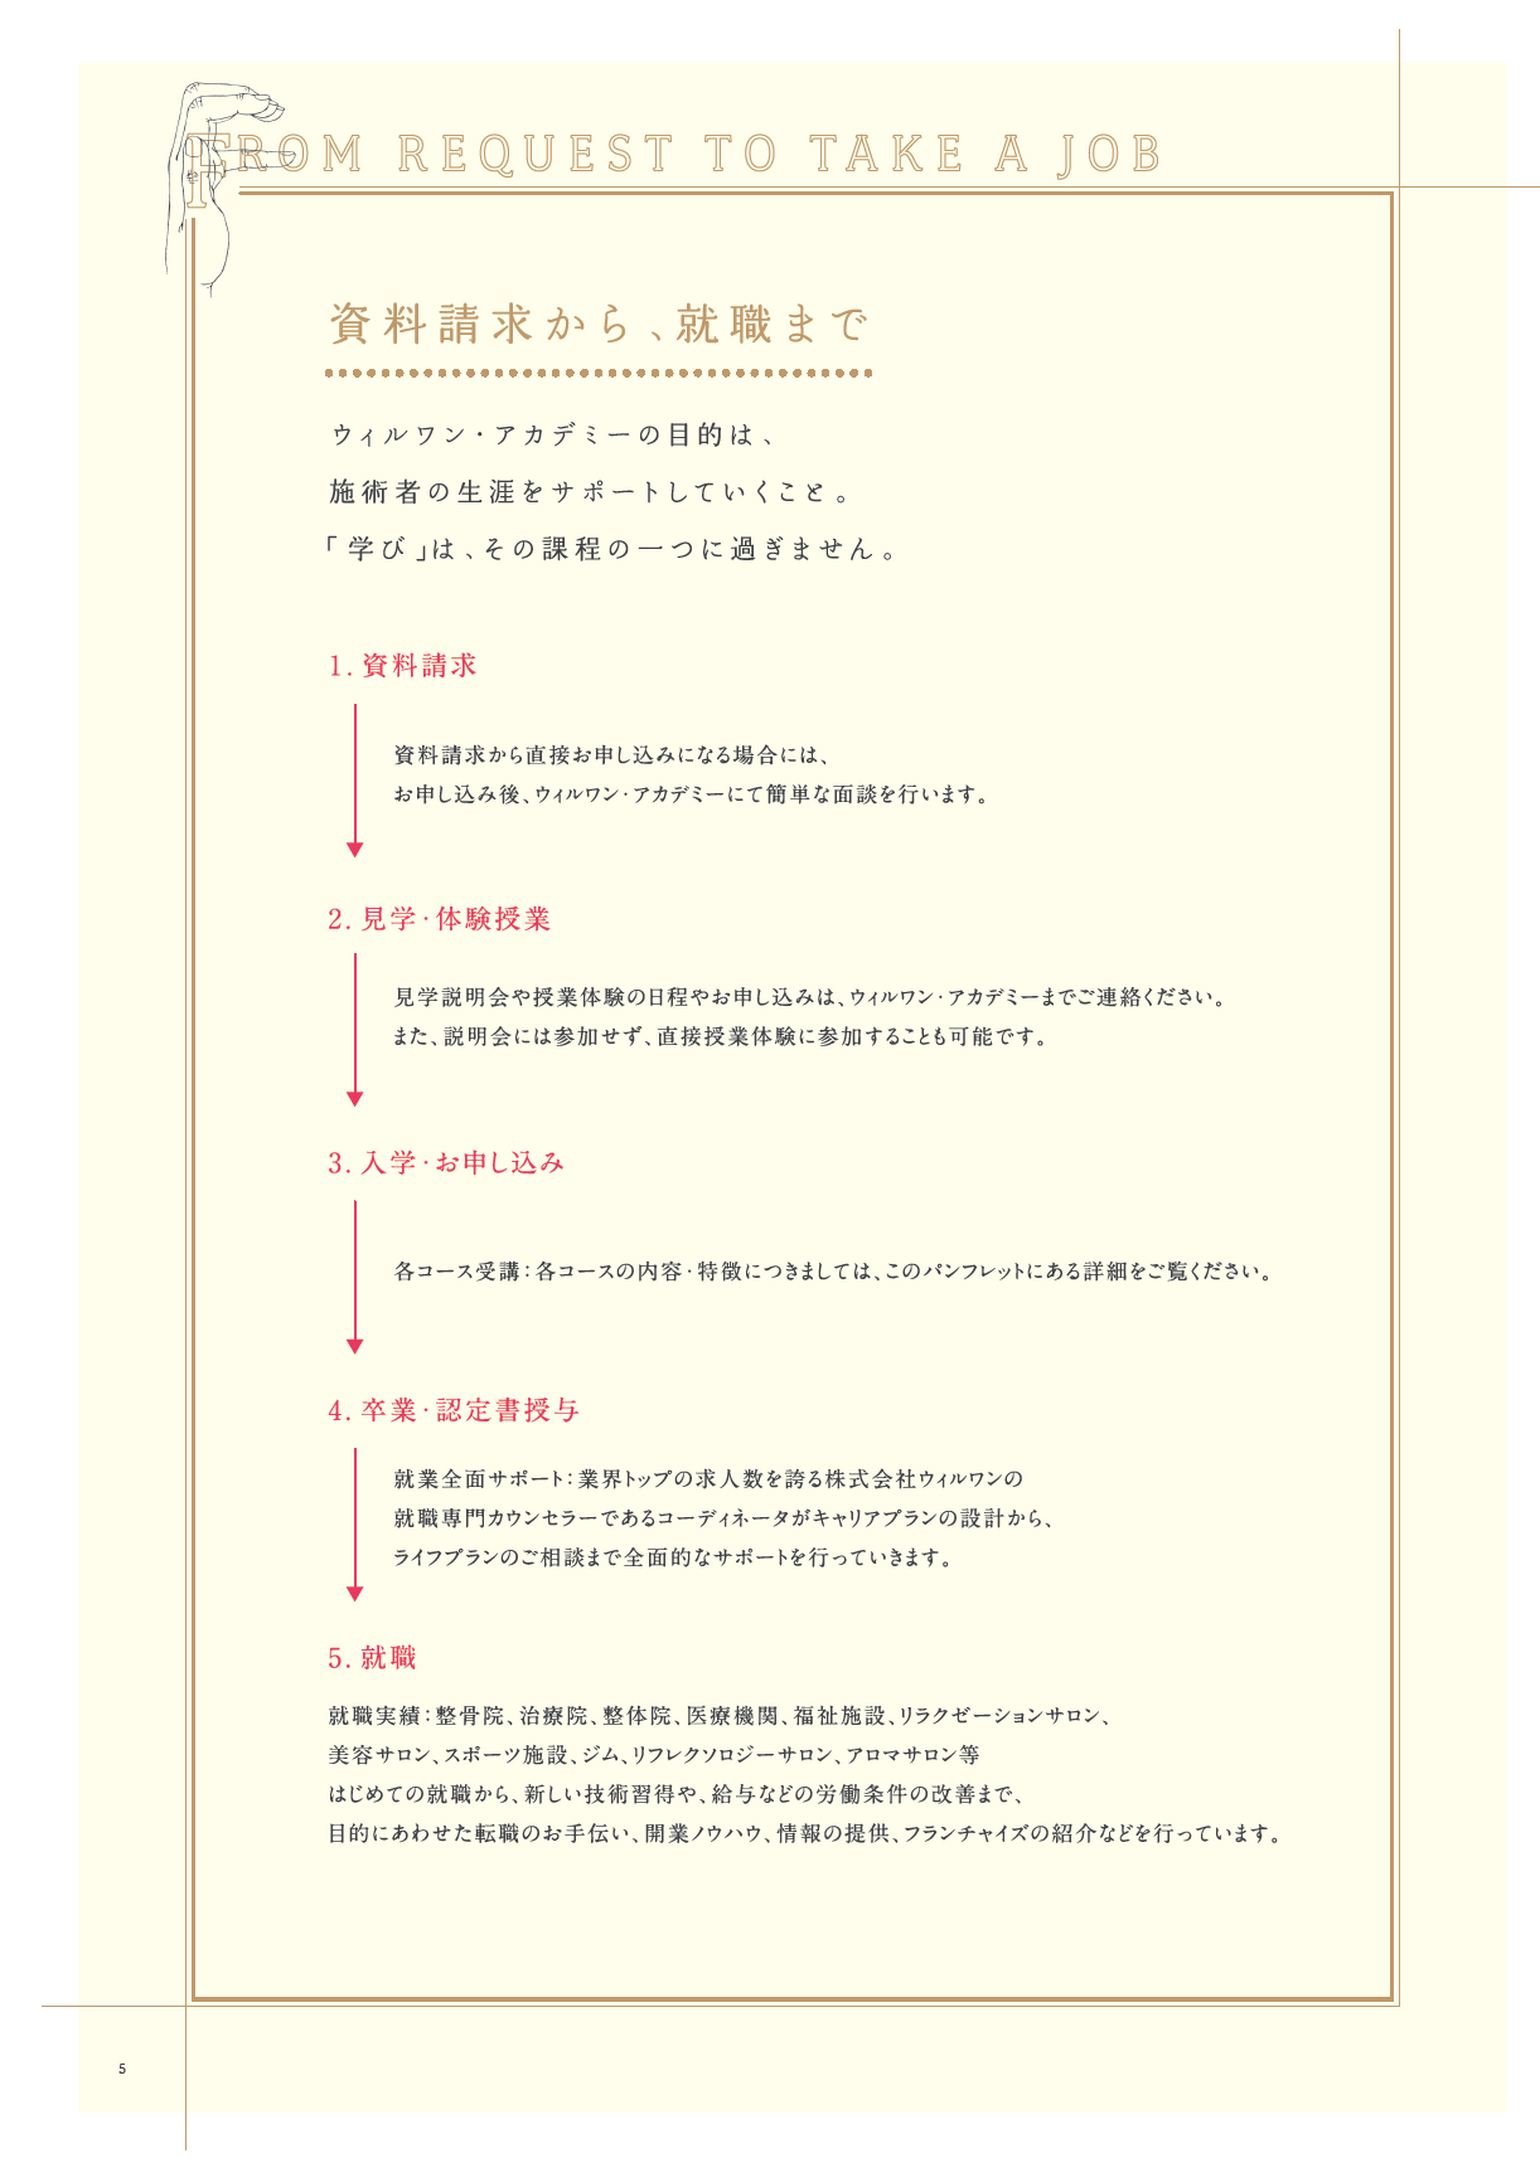 FROM REQUEST TO TAKE A JOB
資料請求から、就職まで
ウィルワン・アカデミーの目的は、
施術者の生涯をサポートしていくこと。
「学び」は、その課程の一つに過ぎません。
1. 資料請求
資料請求から直接お申し込みになる場合には、
お申し込み後、ウィルワン・アカデミーにて簡単な面談を行います。
2. 見学・体験授業
見学説明会や授業体験の日程やお申し込みは、ウィルワン・アカデミーまでご連絡ください。
また、説明会には参加せず、直接授業体験に参加することも可能です。
3. 入学・お申し込み
各コース受講：各コースの内容・特徴につきましては、このパンフレットにある詳細をご覧ください。
4. 卒業・認定書授与
就業全面サポート：業界トップの求人数を誇る株式会社ウィルワンの
就職専門カウンセラーであるコーディネータがキャリアプランの設計から、
ライフプランのご相談まで全面的なサポートを行っていきます。
5. 就職
就職実績：整骨院、治療院、整体院、医療機関、福祉施設、リラクゼーションサロン、
美容サロン、スポーツ施設、ジム、リフレクソロジーサロン、アロマサロン等
はじめての就職から、新しい技術習得や、給与などの労働条件の改善まで、
目的にあわせた転職のお手伝い、開業ノウハウ、情報の提供、フランチャイズの紹介などを行っています。
5